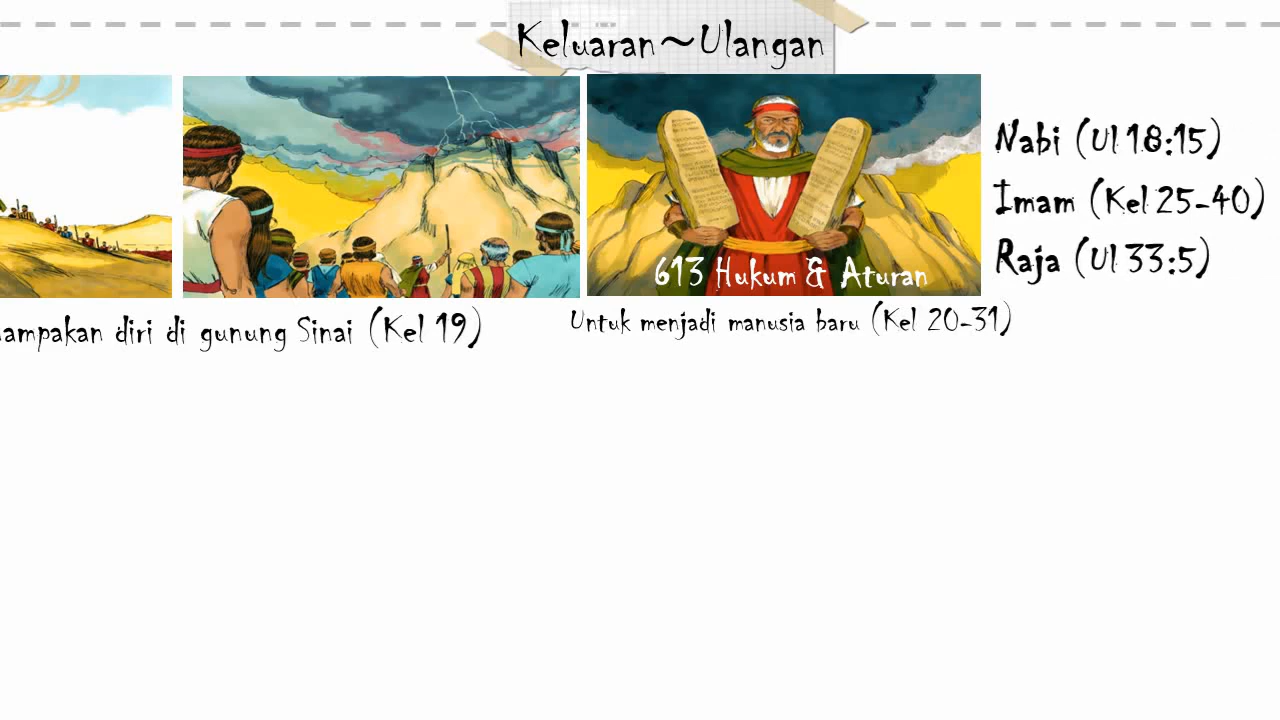 Keluaran~Ulangan
Nabi (Ul 18:15)
Imam (Kel 25-40)
Raja (Ul 33:5)
613 Hukum & Aturan
diri di gunung Sinai (Kel 19)
Untuk menjadi manusia baru (Kel 20-31)